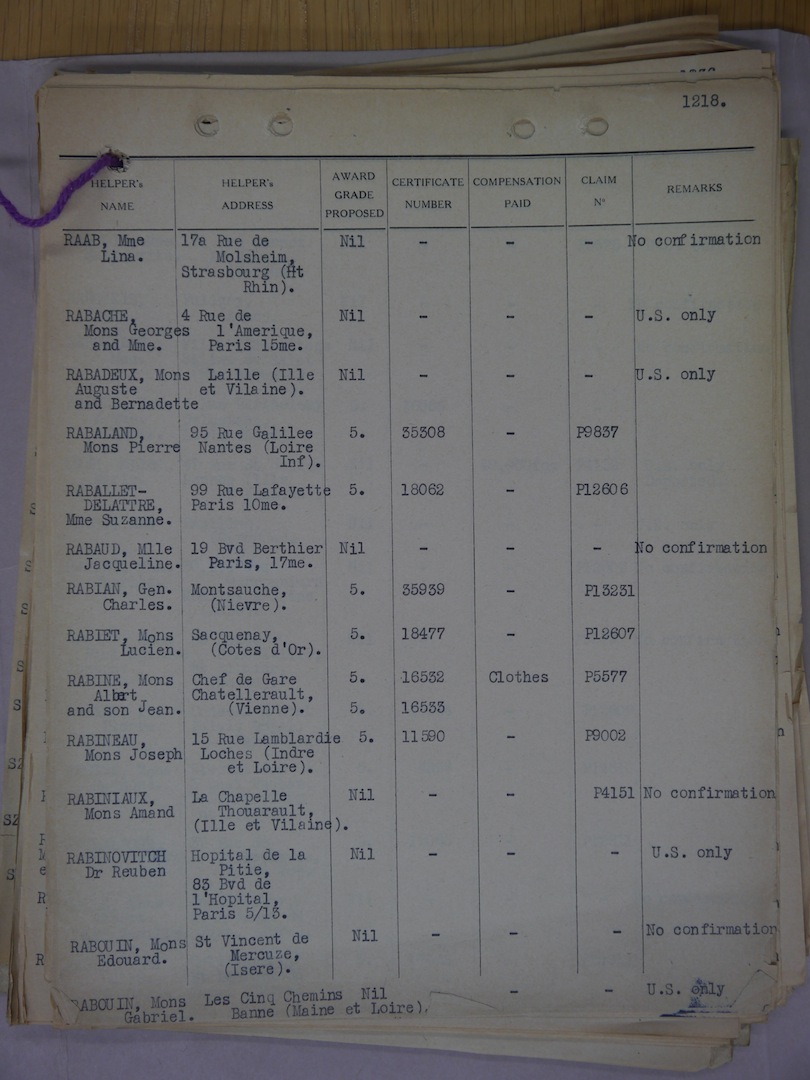 1218.
HELPER's NAME HELPER's ADDRESS AWARD GRADE PROPOSED CERTIFICATE NUMBER COMPENSATION PAID CLAIM Nº REMARKS
RAAB, Mme 17a Rue de Nil - - - No confirmation
Lina. Molsheim,
Strasbourg (Ht
Rhin).
RABACHE, 4 Rue de Nil - - - U.S. only
Mons Georges l'Amerique,
and Mme. Paris 15me.
RABADEUX, Mons Laille (Ille Nil - - - U.S. only
Auguste et Vilaine).
and Bernadette
RABALAND, 95 Rue Galilee 5. 35308 - P9837
Mons Pierre Nantes (Loire
Inf).
RABALLET- 99 Rue Lafayette 5. 18062 - P12606
DELATTRE, Paris 10me.
Mme Suzanne.
RABAUD, Mlle 19 Bvd Berthier Nil - - - No confirmation
Jacqueline. Paris, 17me.
RABIAN, Gen. Montsauche, 5. 35939 - P13231
Charles. (Nievre).
RABIET, Mons Sacquenay, 5. 18477 - P12607
Lucien. (Cotes d'Or).
RABINE, Mons Chef de Gare 5. 16532 Clothes P5577
Albert Chatellerault,
and son Jean. (Vienne). 5. 16533
RABINEAU, 15 Rue Lamblardie 5. 11590 - P9002
Mons Joseph Loches (Indre
et Loire).
RABINIAUX, La Chapelle Nil - - P4151 No confirmation
Mons Amand Thouarault,
(Ille et Vilaine).
RABINOVITCH Hopital de la Nil - - - U.S. only
Dr Reuben Pitie,
83 Bvd de
l'Hopital,
Paris 5/13.
RABOUIN, Mons St Vincent de Nil - - - No confirmation
Edouard. Mercuze,
(Isere).
RABOUIN, Mons Les Cinq Chemins Nil - - U.S. only
Gabriel. Banne (Maine et Loire).